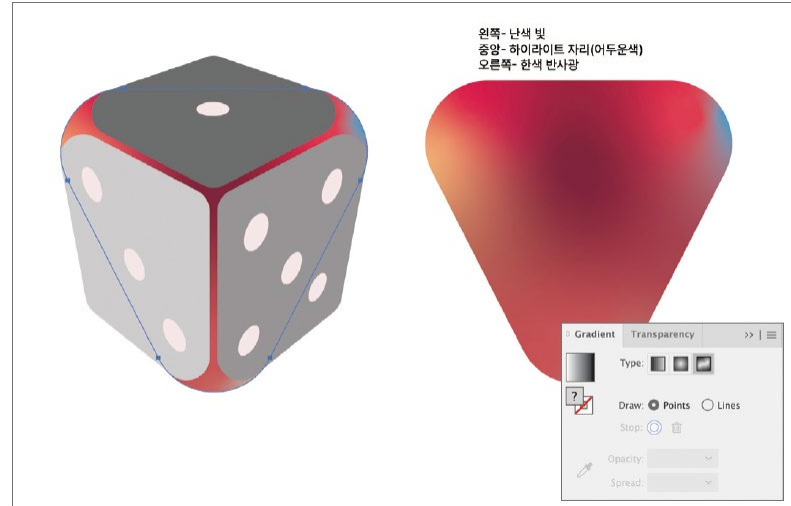 왼쪽- 난색 빛
중앙- 하이라이트 자리(어두운색)
오른쪽- 한색 반사광
Gradient
Transparency
Type:
?
Draw: Points Lines
Stop:
Opacity:
Spread: